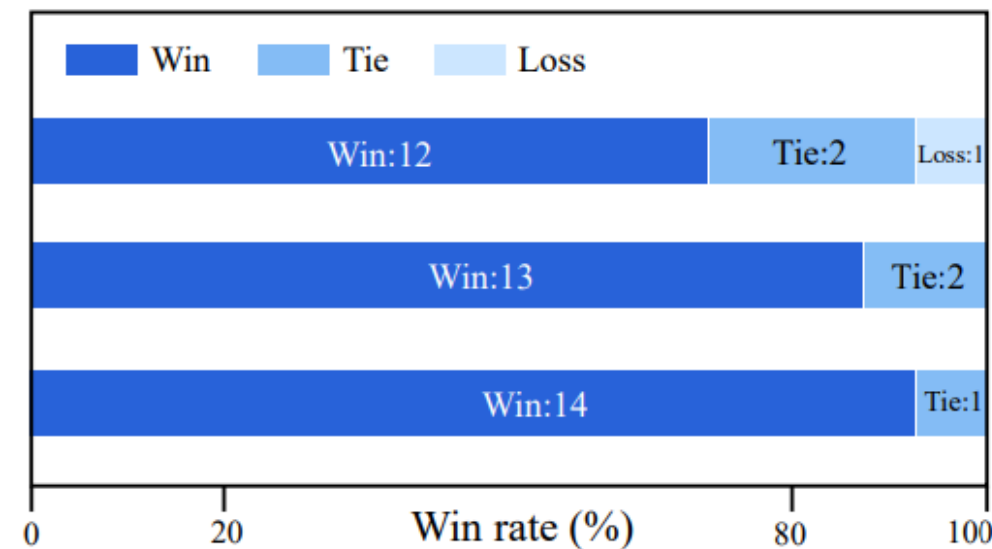 Win Tie Loss
Win:12 Tie:2 Loss:1
Win:13 Tie:2
Win:14 Tie:1
0 20 Win rate (%) 80 100